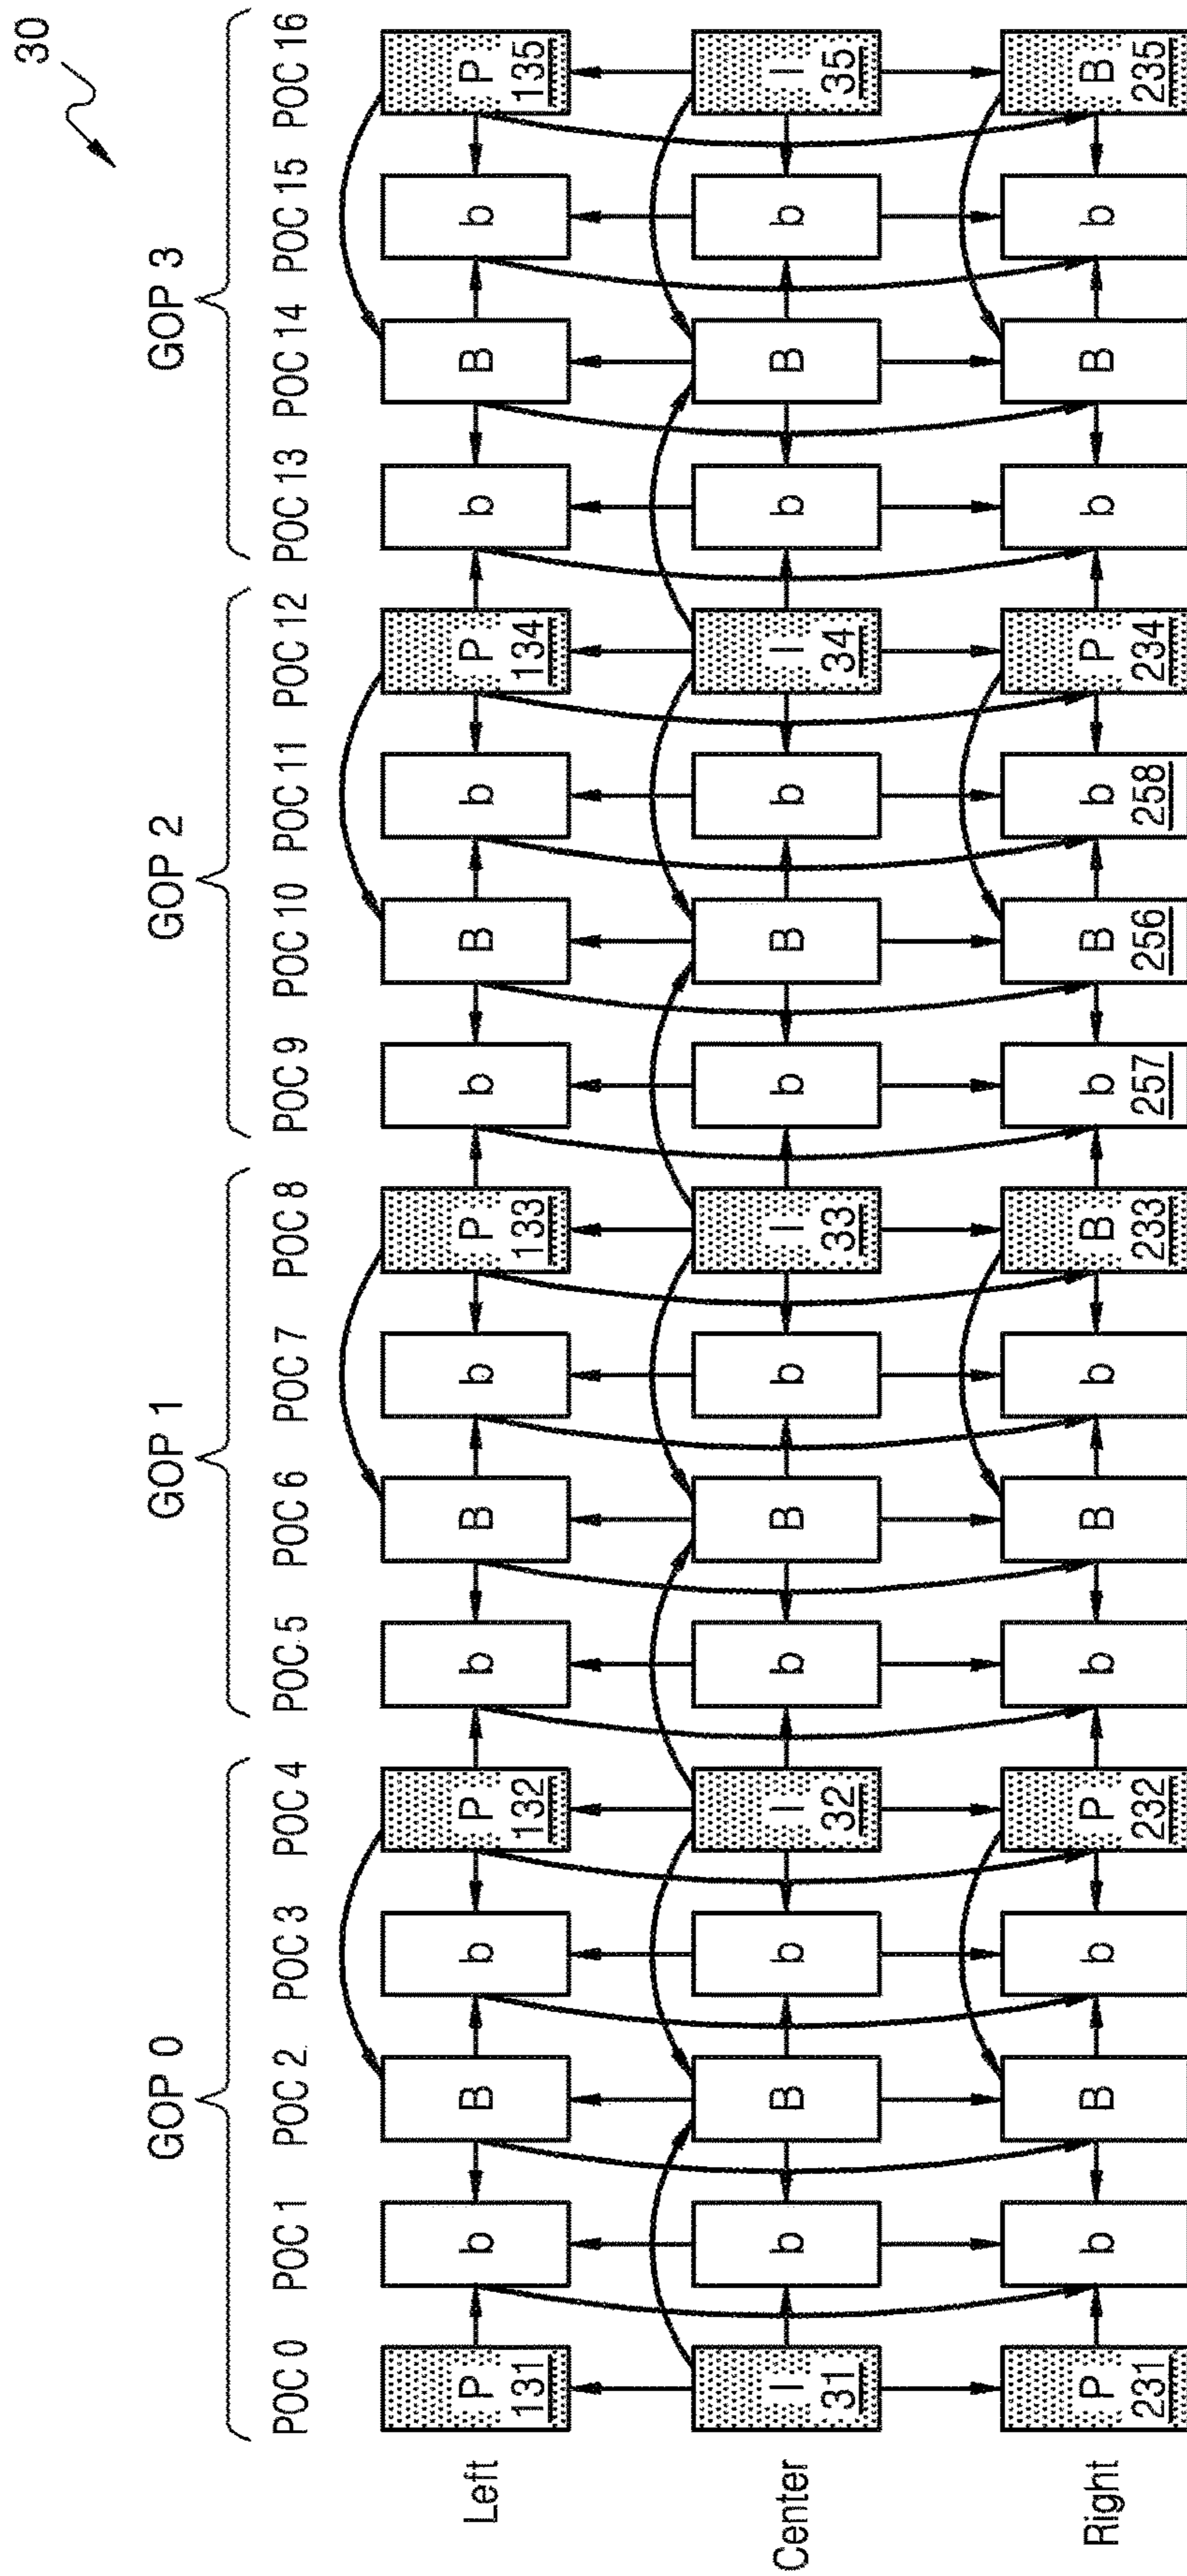 30
GOP 0 GOP 1 GOP 2 GOP 3
POC 0 POC 1 POC 2 POC 3 POC 4 POC 5 POC 6 POC 7 POC 8 POC 9 POC 10 POC 11 POC 12 POC 13 POC 14 POC 15 POC 16
Left P b B b P b B b P b B b P b B b P
131 132 133 134 135
Center I b B b I b B b I b B b I b B b I
31 32 33 34 35
Right P b B b P b B b B b B b P b B b B
231 232 233 257 256 258 234 235